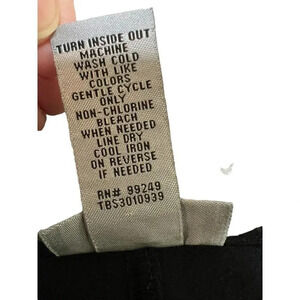 TURN INSIDE OUT
MACHINE
WASH COLD
WITH LIKE
COLORS
GENTLE CYCLE
ONLY
NON-CHLORINE
BLEACH
WHEN NEEDED
LINE DRY
COOL IRON
ON REVERSE
IF NEEDED
RN# 99249
TBS3010939